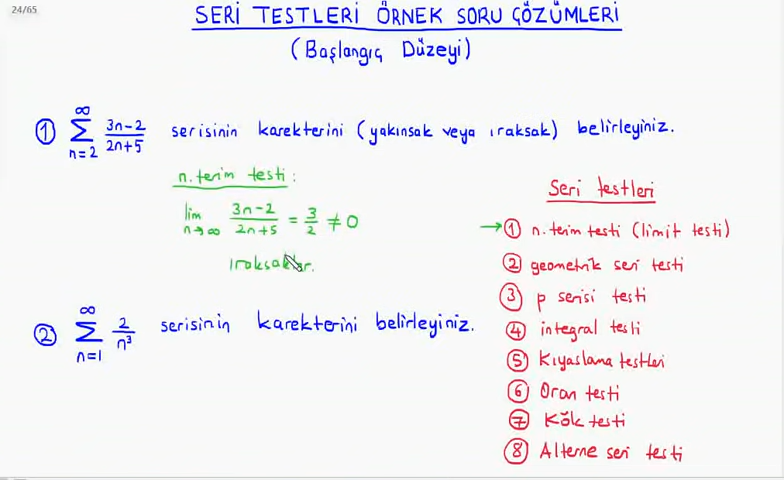 24/65
SERİ TESTLERİ ÖRNEK SORU ÇÖZÜMLERİ
(Başlangıç Düzeyi)
① ∞ ∑ n=2 3n-2 / 2n+5 serisinin karekterini (yakınsak veya ıraksak) belirleyiniz.
n. terim testi:
lim n→∞ 3n-2 / 2n+5 = 3/2 ≠ 0
ıraksaktır.
② ∞ ∑ n=1 2 / n³ serisinin karekterini belirleyiniz.
Seri testleri
→ ① n. terim testi (limit testi)
② geometrik seri testi
③ p serisi testi
④ integral testi
⑤ Kıyaslama testleri
⑥ Oran testi
⑦ Kök testi
⑧ Alterne seri testi